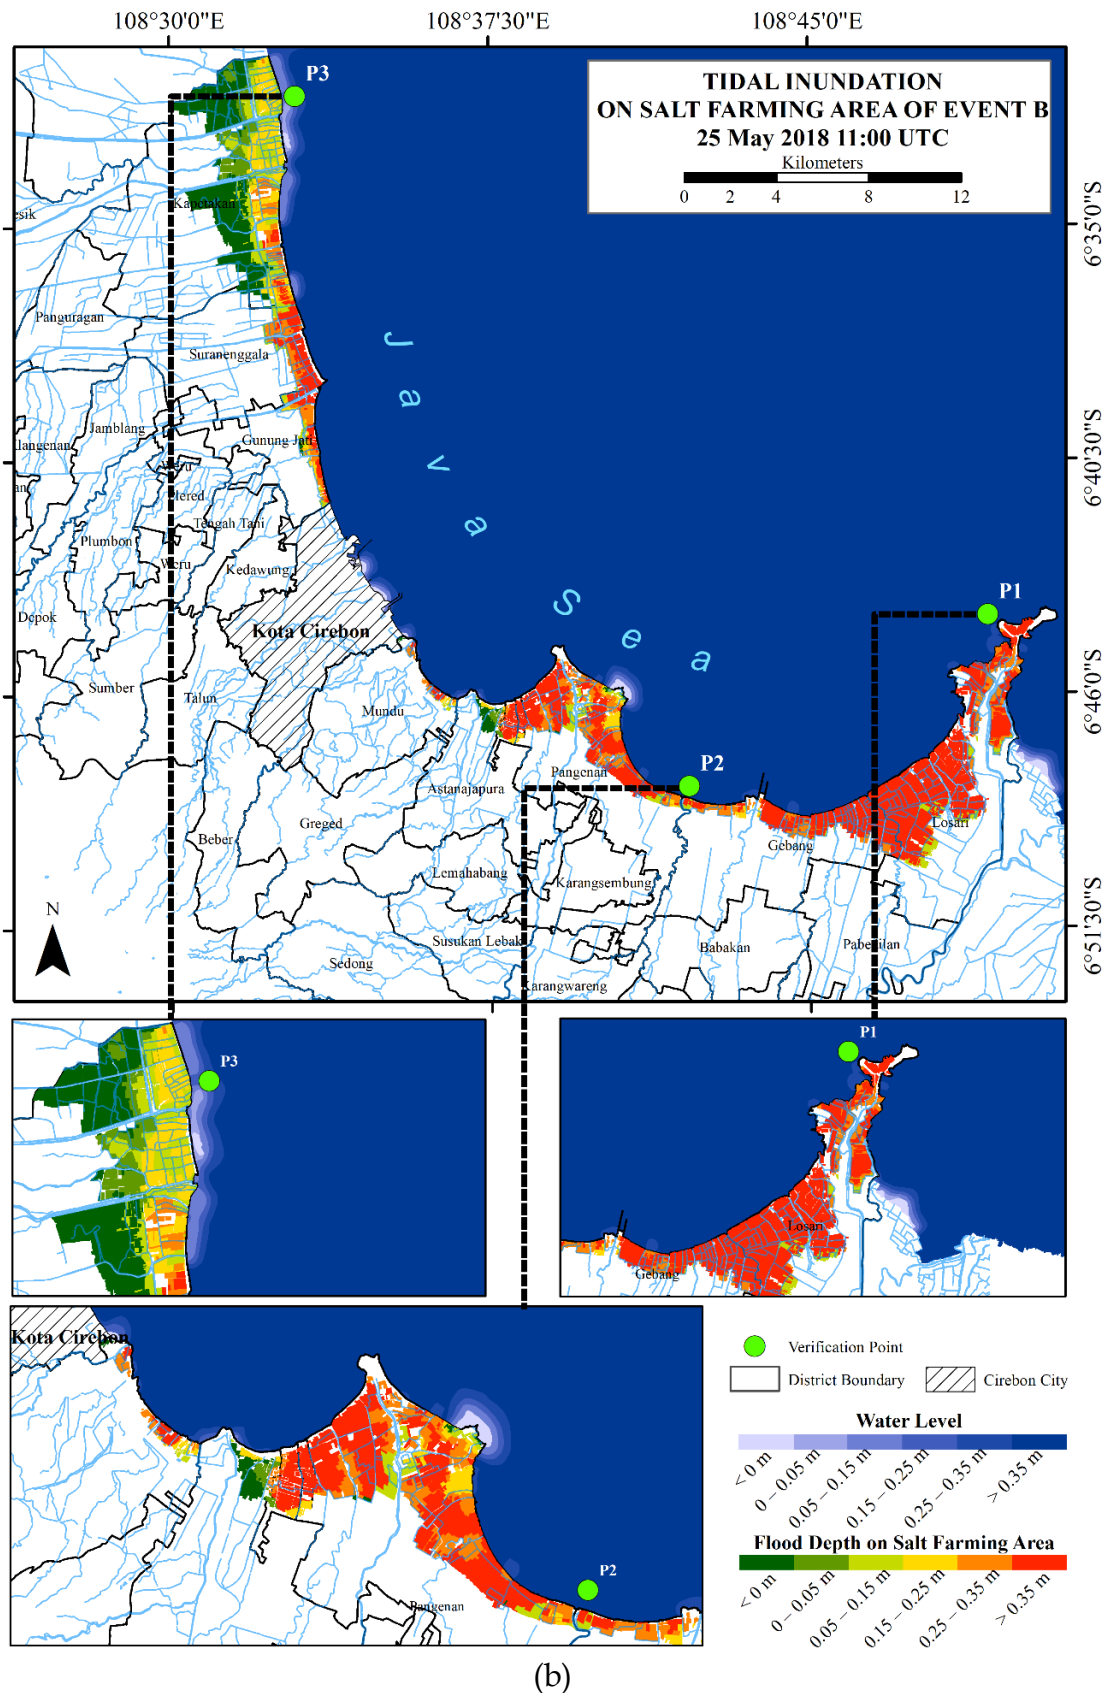 108°30'0"E 108°37'30"E 108°45'0"E
P3
TIDAL INUNDATION
ON SALT FARMING AREA OF EVENT B
25 May 2018 11:00 UTC
Kilometers
0 2 4 8 12
6°35'0"S
Kapetakan
esik
Panguragan
Suranenggala
Java Sea
Jamblang
Gunung Jati
6°40'30"S
Weru
Tengah Tani
Plumbon
Weru
Kedawung
P1
Depok
Kota Cirebon
6°46'0"S
Sumber
Talun
Mundu
P2
Pangenan
Astanajapura
Greged
Losari
Beber
Gebang
Lemahabang
Karangsembung
N
6°51'30"S
Susukan Lebak
Babakan
Pabedilan
Sedong
Karangwareng
P3
P1
Losari
Gebang
Kota Cirebon
P2
Pangenan
Verification Point
District Boundary
Cirebon City
Water Level
< 0 m
0 – 0.05 m
0.05 – 0.15 m
0.15 – 0.25 m
0.25 – 0.35 m
> 0.35 m
Flood Depth on Salt Farming Area
< 0 m
0 – 0.05 m
0.05 – 0.15 m
0.15 – 0.25 m
0.25 – 0.35 m
> 0.35 m
(b)